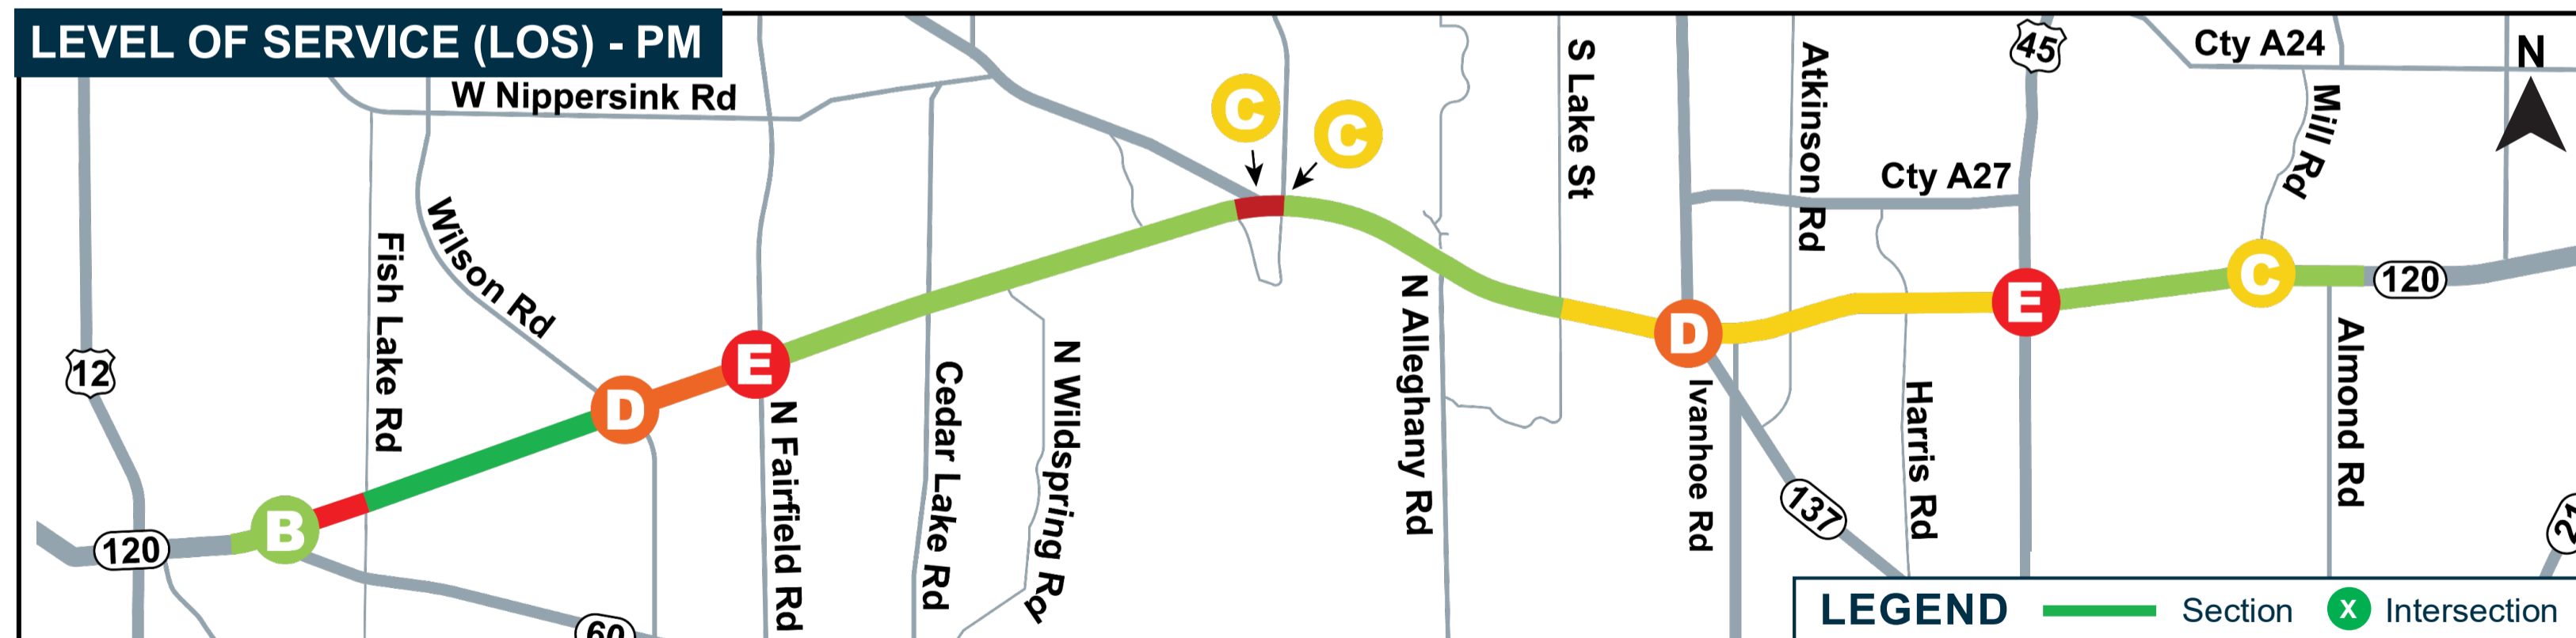 LEVEL OF SERVICE (LOS) - PM
W Nippersink Rd
Fish Lake Rd
Wilson Rd
12
120
B
D
E
60
N Fairfield Rd
Cedar Lake Rd
N Wildspring Rd
C
C
N Alleghany Rd
S Lake St
D
Ivanhoe Rd
Atkinson Rd
137
Cty A27
Harris Rd
45
E
Cty A24
Mill Rd
C
120
Almond Rd
N
LEGEND
Section
X
Intersection